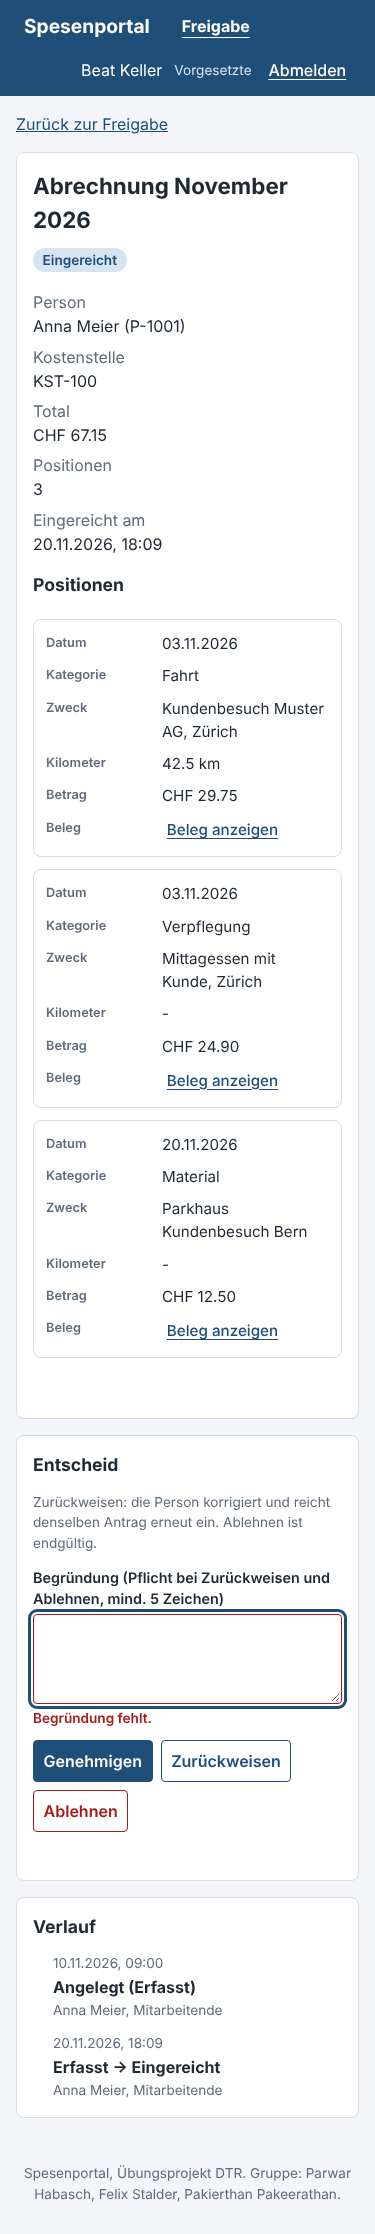 Spesenportal Freigabe
Beat Keller Vorgesetzte Abmelden
Zurück zur Freigabe
Abrechnung November
2026
Eingereicht
Person
Anna Meier (P-1001)
Kostenstelle
KST-100
Total
CHF 67.15
Positionen
3
Eingereicht am
20.11.2026, 18:09
Positionen
Datum 03.11.2026
Kategorie Fahrt
Zweck Kundenbesuch Muster
AG, Zürich
Kilometer 42.5 km
Betrag CHF 29.75
Beleg Beleg anzeigen
Datum 03.11.2026
Kategorie Verpflegung
Zweck Mittagessen mit
Kunde, Zürich
Kilometer -
Betrag CHF 24.90
Beleg Beleg anzeigen
Datum 20.11.2026
Kategorie Material
Zweck Parkhaus
Kundenbesuch Bern
Kilometer -
Betrag CHF 12.50
Beleg Beleg anzeigen
Entscheid
Zurückweisen: die Person korrigiert und reicht
denselben Antrag erneut ein. Ablehnen ist
endgültig.
Begründung (Pflicht bei Zurückweisen und
Ablehnen, mind. 5 Zeichen)
Begründung fehlt.
Genehmigen Zurückweisen
Ablehnen
Verlauf
10.11.2026, 09:00
Angelegt (Erfasst)
Anna Meier, Mitarbeitende
20.11.2026, 18:09
Erfasst → Eingereicht
Anna Meier, Mitarbeitende
Spesenportal, Übungsprojekt DTR. Gruppe: Parwar
Habasch, Felix Stalder, Pakierthan Pakeerathan.